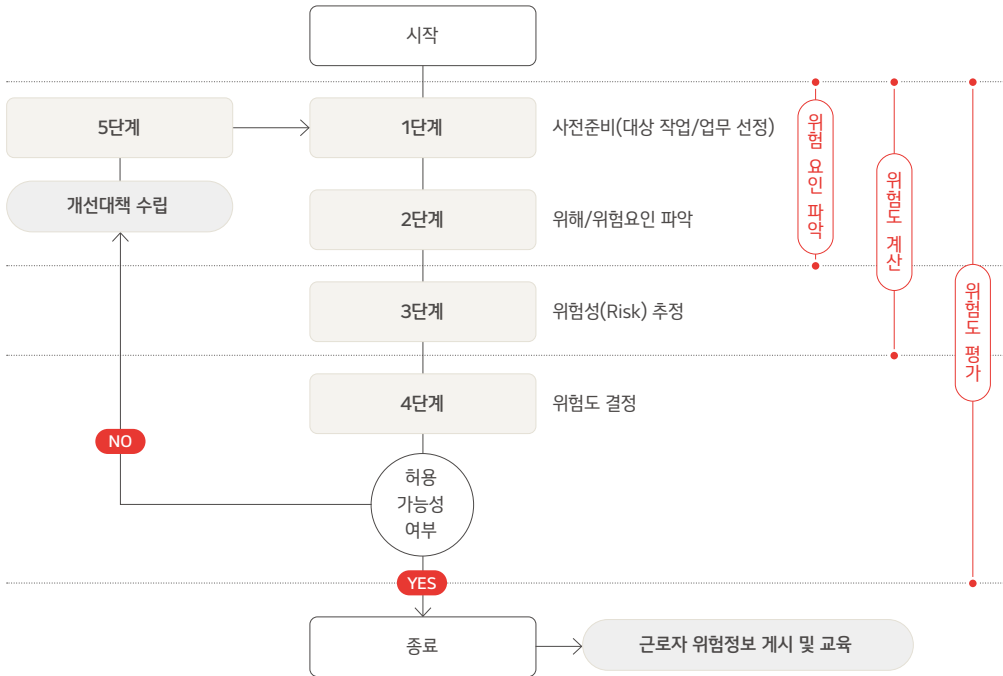 시작
5단계
1단계
사전준비(대상 작업/업무 선정)
개선대책 수립
2단계
위해/위험요인 파악
3단계
위험성(Risk) 추정
4단계
위험도 결정
위험 요인 파악
위험도 계산
위험도 평가
NO
허용
가능성
여부
YES
종료
근로자 위험정보 게시 및 교육